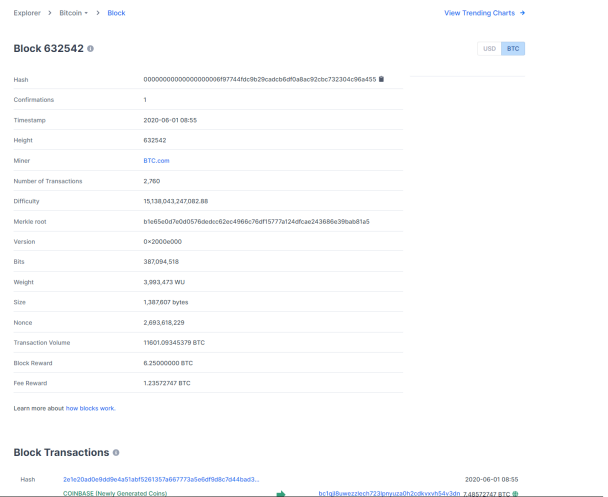 Explorer > Bitcoin > Block
View Trending Charts →
Block 632542
USD BTC
Hash 00000000000000000006f97744fdc9b29cadcb6df0a8ac92cbc732304c96a455
Confirmations 1
Timestamp 2020-06-01 08:55
Height 632542
Miner BTC.com
Number of Transactions 2,760
Difficulty 15,138,043,247,082.88
Merkle root b1e65e0d7e0d0576dedcc62ec4966c76df15777a124dfcae243686e39bab81a5
Version 0x2000e000
Bits 387,094,518
Weight 3,993,473 WU
Size 1,387,607 bytes
Nonce 2,693,618,229
Transaction Volume 11601.09345379 BTC
Block Reward 6.25000000 BTC
Fee Reward 1.23572747 BTC
Learn more about how blocks work.
Block Transactions
Hash 2e1e20ad0e9dd9e4a51abf5261357a667773a5e6df9d8c7d44bad3... 2020-06-01 08:55
COINBASE (Newly Generated Coins) bc1qjl8uwezzlech723lpnyuza0h2cdkvxvh54v3dn 7.48572747 BTC